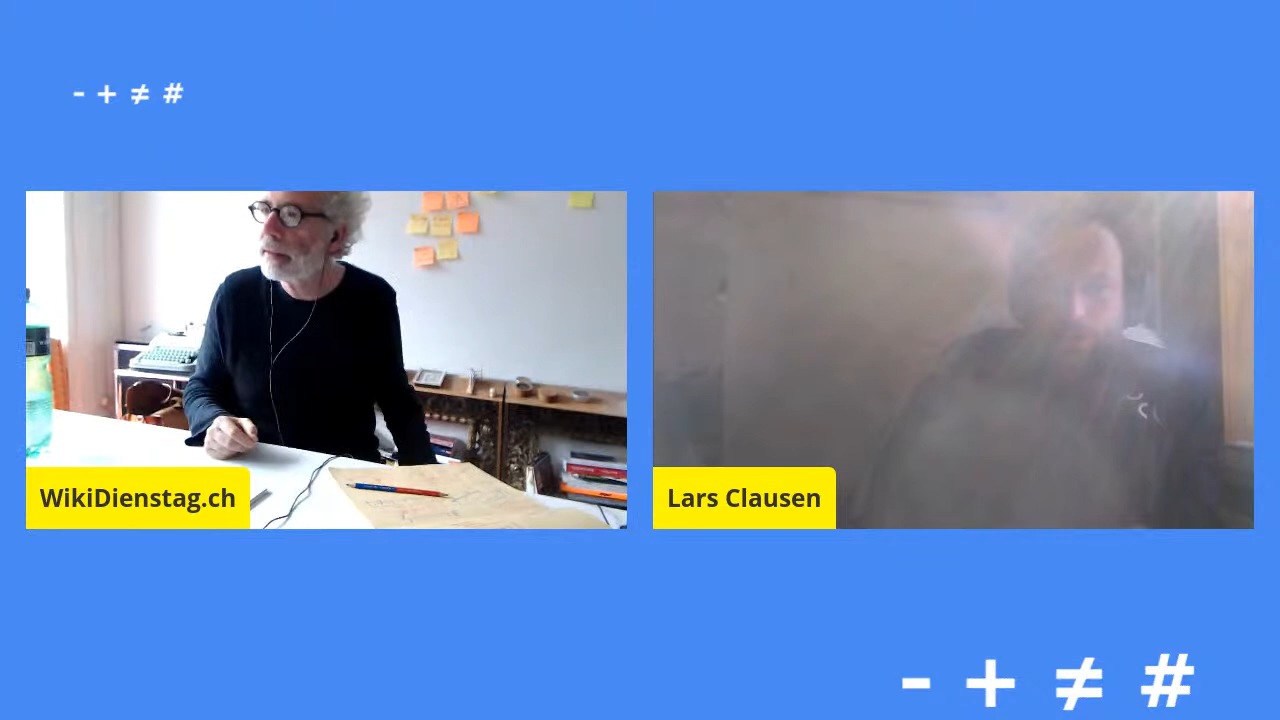 - + ≠ #
WikiDienstag.ch
Lars Clausen
- + ≠ #